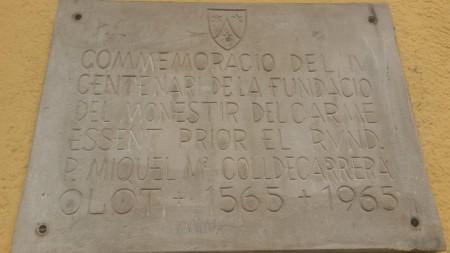 COMMEMORACIO DEL IV
CENTENARI DE LA FUNDACIO
DEL MONESTIR DEL CARME
ESSENT PRIOR EL RVND.
P. MIQUEL Mª COLLDECARRERA
OLOT + 1565 + 1965